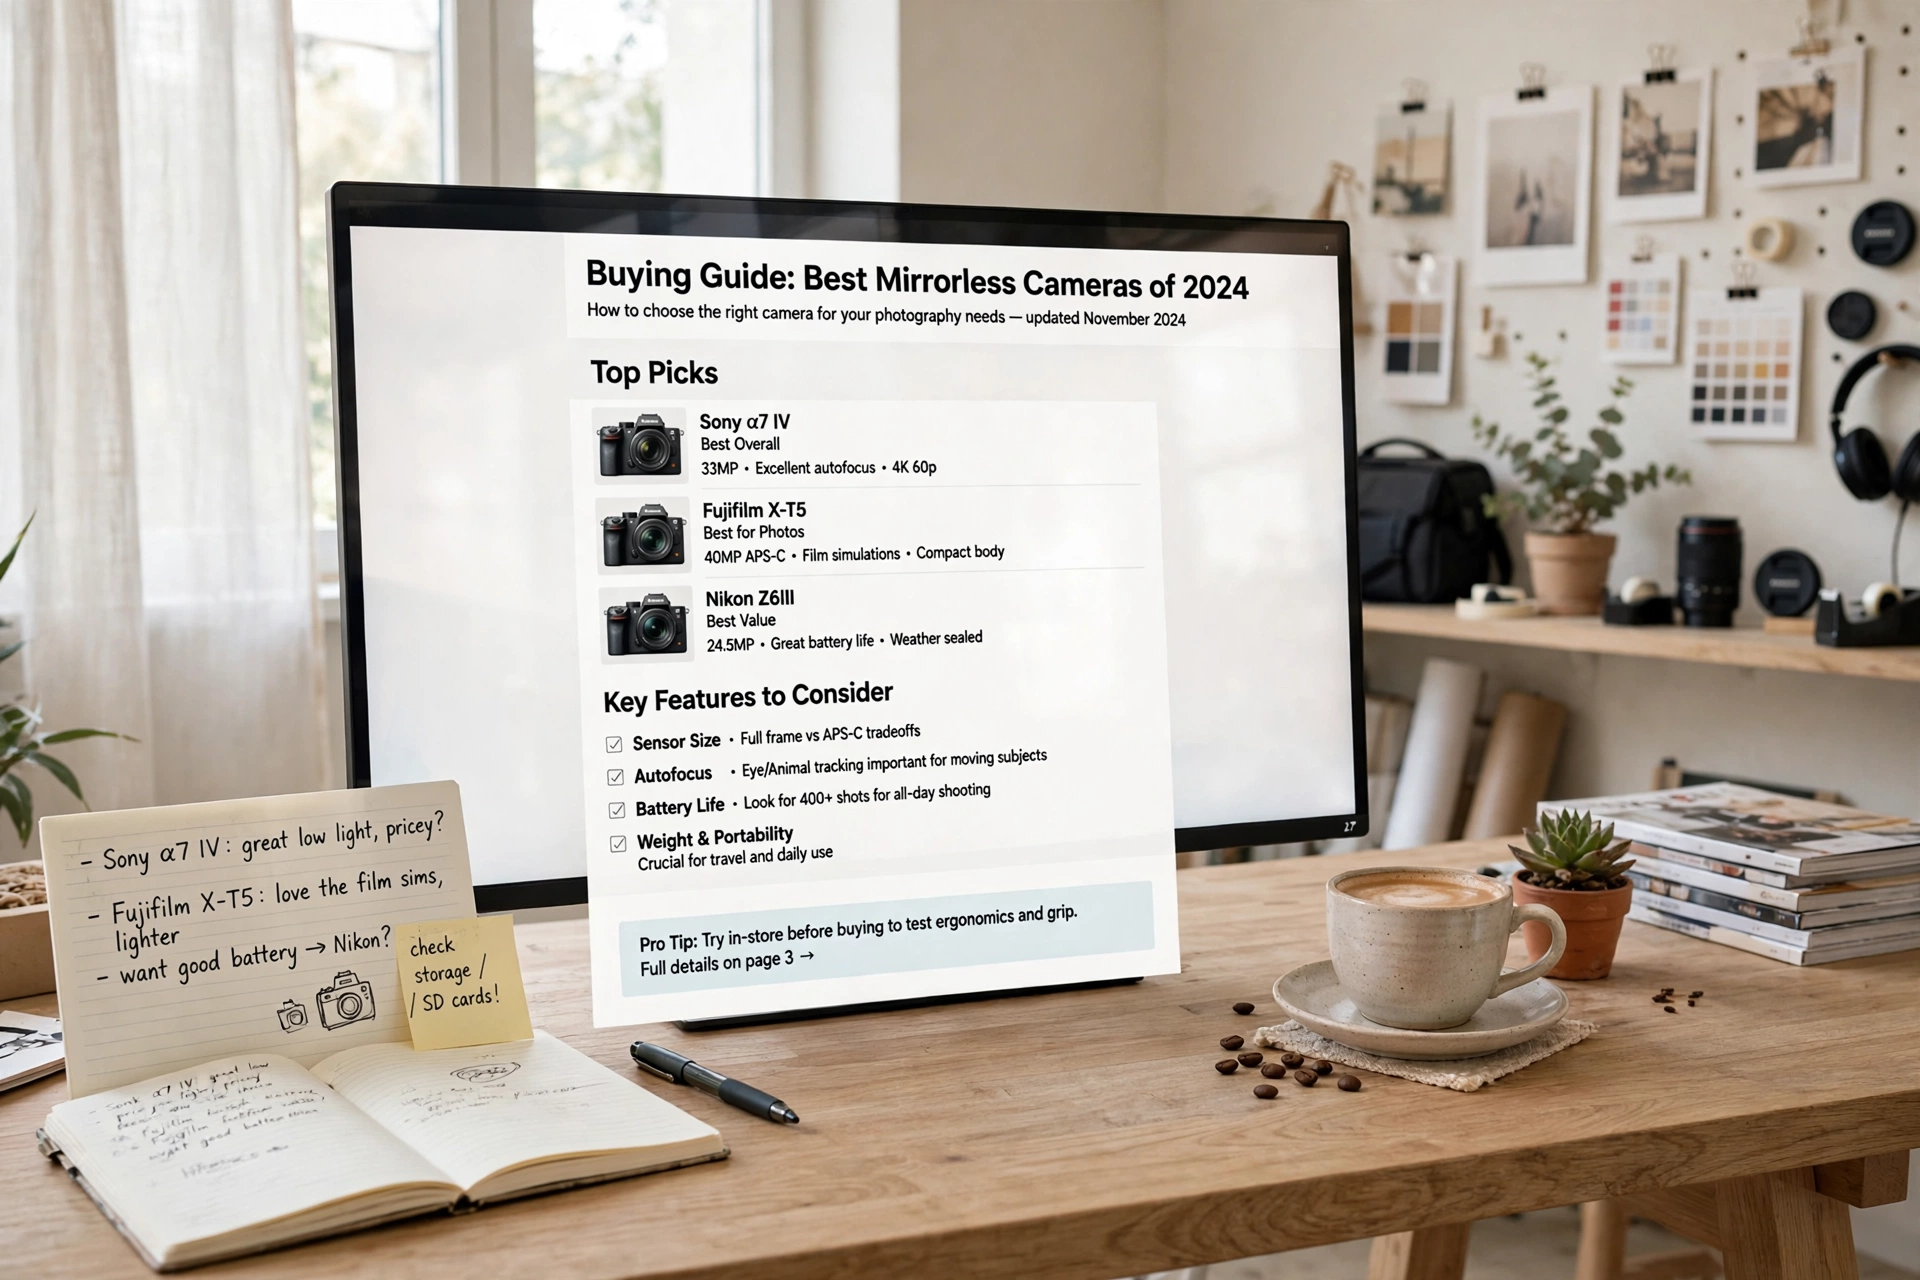 Buying Guide: Best Mirrorless Cameras of 2024
How to choose the right camera for your photography needs — updated November 2024
Top Picks
Sony α7 IV
Best Overall
33MP • Excellent autofocus • 4K 60p
Fujifilm X-T5
Best for Photos
40MP APS-C • Film simulations • Compact body
Nikon Z6III
Best Value
24.5MP • Great battery life • Weather sealed
Key Features to Consider
Sensor Size • Full frame vs APS-C tradeoffs
Autofocus • Eye/Animal tracking important for moving subjects
Battery Life • Look for 400+ shots for all-day shooting
Weight & Portability
Crucial for travel and daily use
Pro Tip: Try in-store before buying to test ergonomics and grip.
Full details on page 3 →
27
- Sony α7 IV: great low light, pricey?
- Fujifilm X-T5: love the film sims,
lighter
- want good battery → Nikon?
check
storage /
/ SD cards!
α7 IV: great low
good